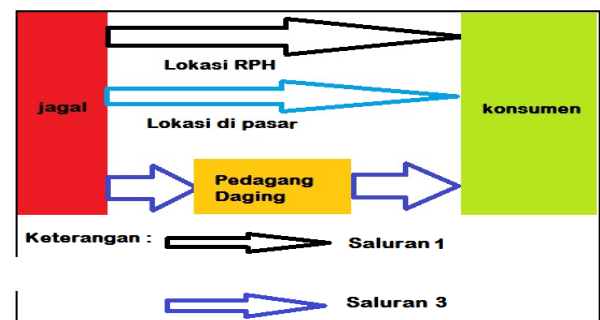 Lokasi RPH
jagal
konsumen
Lokasi di pasar
Pedagang
Daging
Keterangan :
Saluran 1
Saluran 3